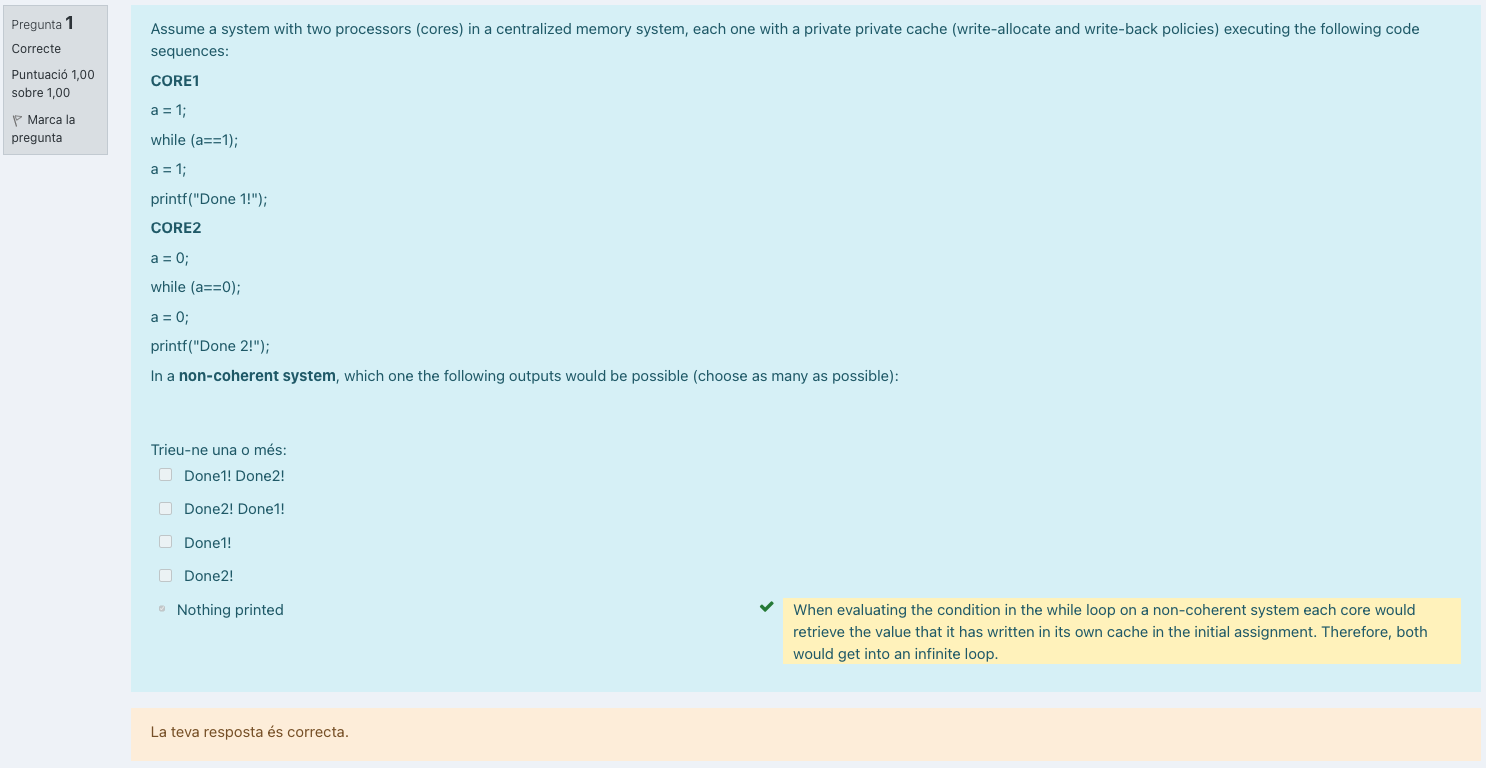 Pregunta 1
Correcte
Puntuació 1,00
sobre 1,00
Marca la
pregunta
Assume a system with two processors (cores) in a centralized memory system, each one with a private private cache (write-allocate and write-back policies) executing the following code
sequences:
CORE1
a = 1;
while (a==1);
a = 1;
printf("Done 1!");
CORE2
a = 0;
while (a==0);
a = 0;
printf("Done 2!");
In a non-coherent system, which one the following outputs would be possible (choose as many as possible):
Trieu-ne una o més:
Done1! Done2!
Done2! Done1!
Done1!
Done2!
Nothing printed
When evaluating the condition in the while loop on a non-coherent system each core would
retrieve the value that it has written in its own cache in the initial assignment. Therefore, both
would get into an infinite loop.
La teva resposta és correcta.